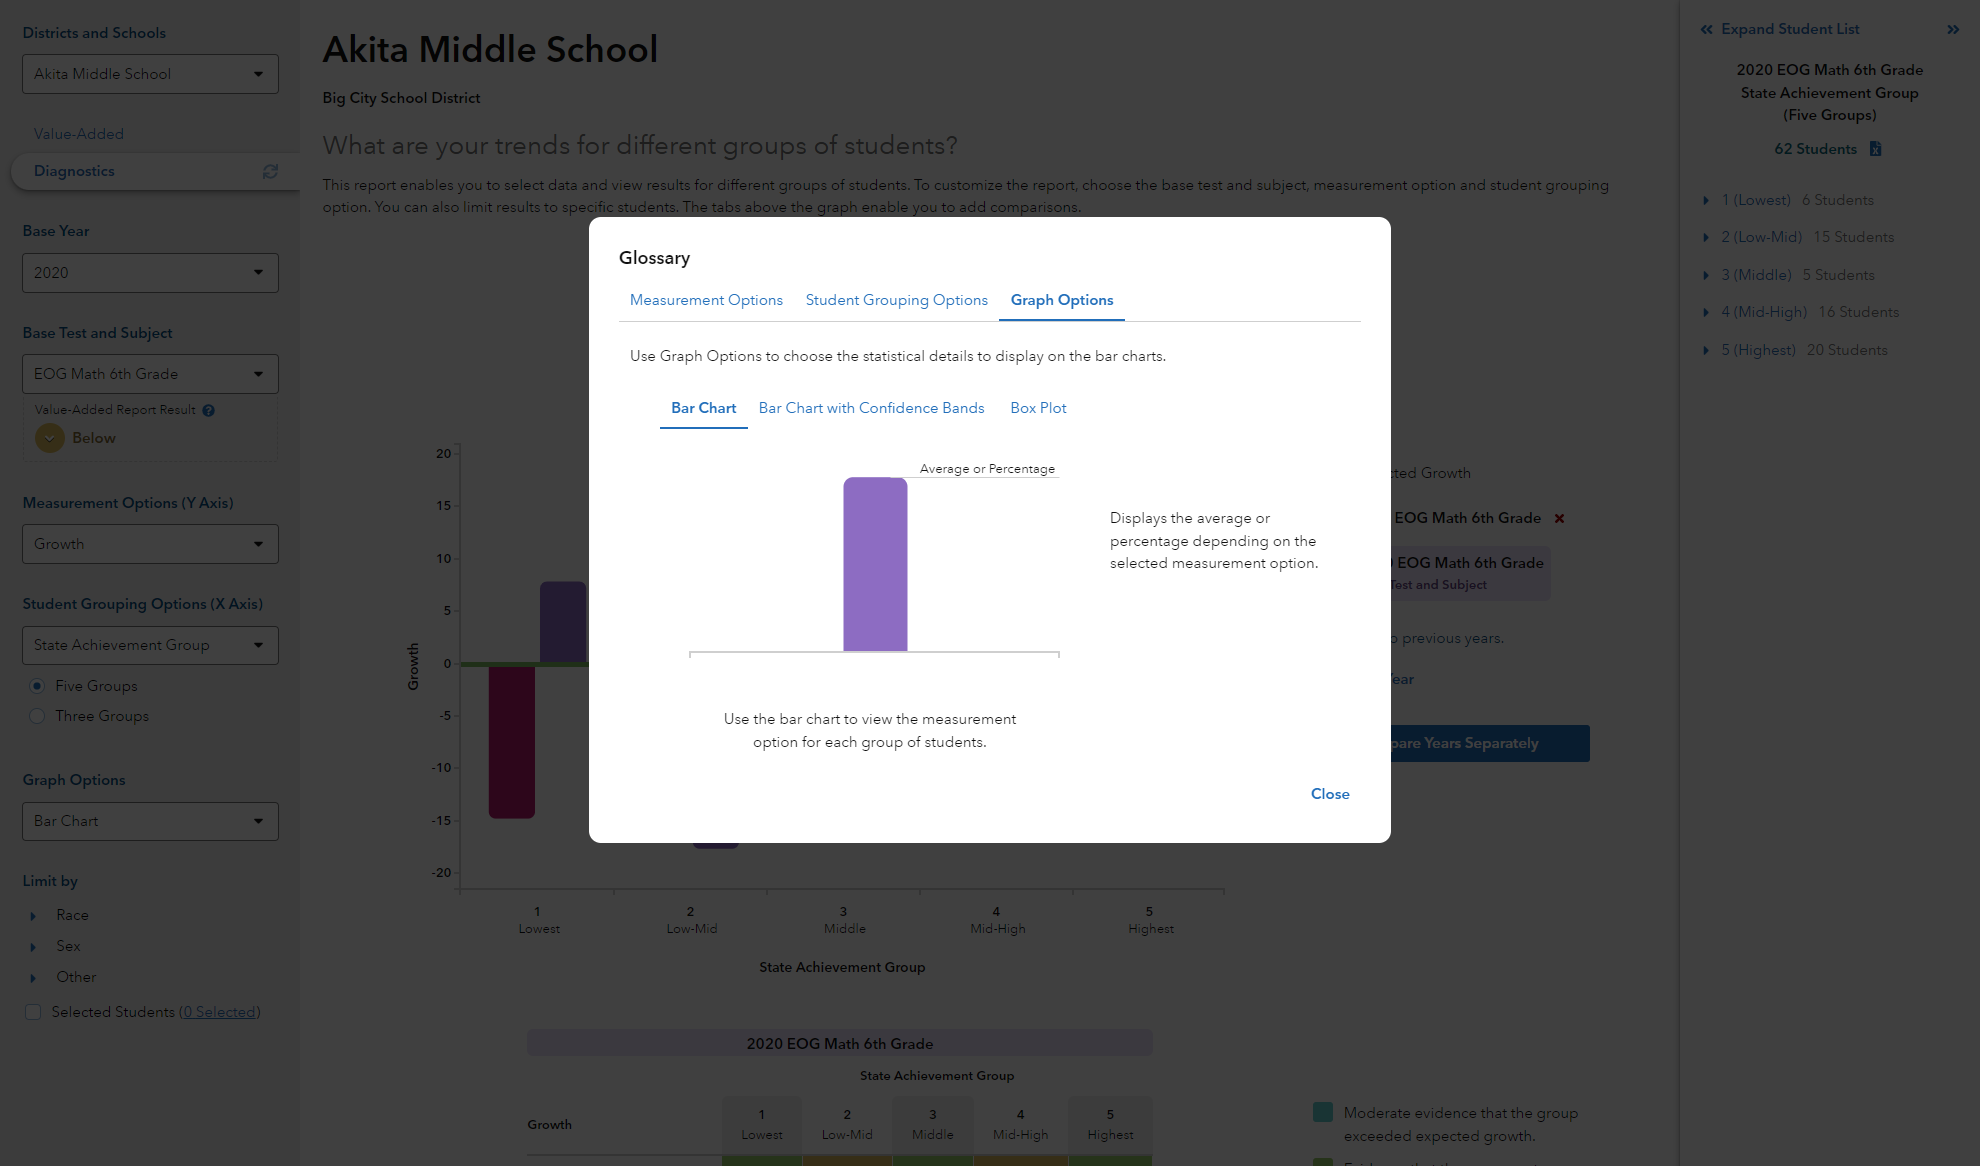 Districts and Schools
Akita Middle School
Value-Added
Diagnostics
Base Year
2020
Base Test and Subject
EOG Math 6th Grade
Value-Added Report Result ?
Below
Measurement Options (Y Axis)
Growth
Student Grouping Options (X Axis)
State Achievement Group
Five Groups
Three Groups
Graph Options
Bar Chart
Limit by
Race
Sex
Other
Selected Students (0 Selected)
Akita Middle School
Big City School District
What are your trends for different groups of students?
This report enables you to select data and view results for different groups of students. To customize the report, choose the base test and subject, measurement option and student grouping
option. You can also limit results to specific students. The tabs above the graph enable you to add comparisons.
Glossary
Measurement Options Student Grouping Options Graph Options
Use Graph Options to choose the statistical details to display on the bar charts.
Bar Chart Bar Chart with Confidence Bands Box Plot
Average or Percentage
Displays the average or
percentage depending on the
selected measurement option.
Use the bar chart to view the measurement
option for each group of students.
Close
Growth
20
15
10
5
0
-5
-10
-15
-20
1 2 3 4 5
Lowest Low-Mid Middle Mid-High Highest
State Achievement Group
Growth
EOG Math 6th Grade
EOG Math 6th Grade
Test and Subject
previous years.
Years Separately
2020 EOG Math 6th Grade
State Achievement Group
Growth
1 2 3 4 5
Lowest Low-Mid Middle Mid-High Highest
Moderate evidence that the group
exceeded expected growth.
Expand Student List
2020 EOG Math 6th Grade
State Achievement Group
(Five Groups)
62 Students
1 (Lowest) 6 Students
2 (Low-Mid) 15 Students
3 (Middle) 5 Students
4 (Mid-High) 16 Students
5 (Highest) 20 Students